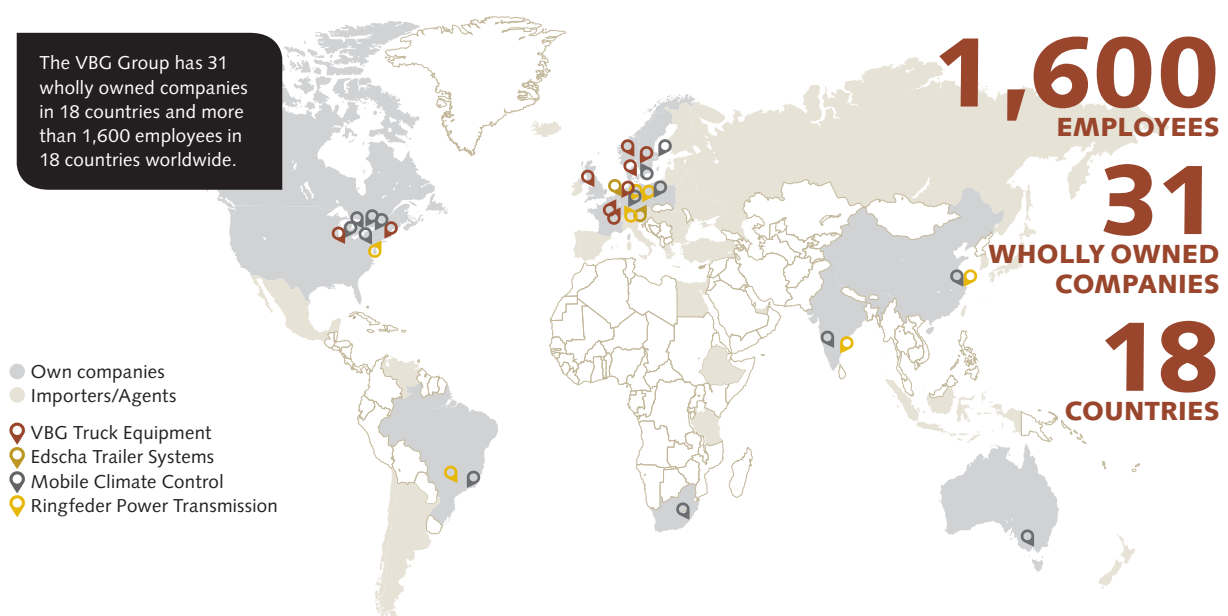 The VBG Group has 31
wholly owned companies
in 18 countries and more
than 1,600 employees in
18 countries worldwide.
1,600
EMPLOYEES
31
WHOLLY OWNED
COMPANIES
18
COUNTRIES
Own companies
Importers/Agents
VBG Truck Equipment
Edscha Trailer Systems
Mobile Climate Control
Ringfeder Power Transmission